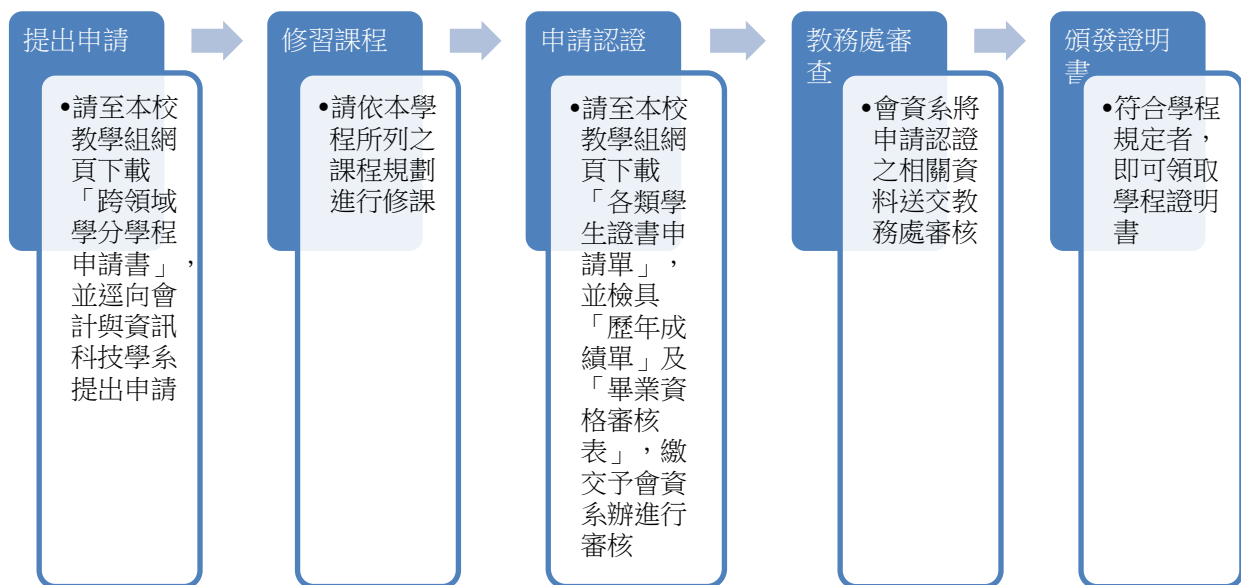 提出申請
•請至本校
教學組網
頁下載
「跨領域
學分學程
申請書」，
並逕向會
計與資訊
科技學系
提出申請
修習課程
•請依本學
程所列之
課程規劃
進行修課
申請認證
•請至本校
教學組網
頁下載
「各類學
生證書申
請單」，
並檢具
「歷年成
績單」及
「畢業資
格審核
表」，繳
交予會資
系辦進行
審核
教務處審
查
•會資系將
申請認證
之相關資
料送交教
務處審核
頒發證明
書
•符合學程
規定者，
即可領取
學程證明
書